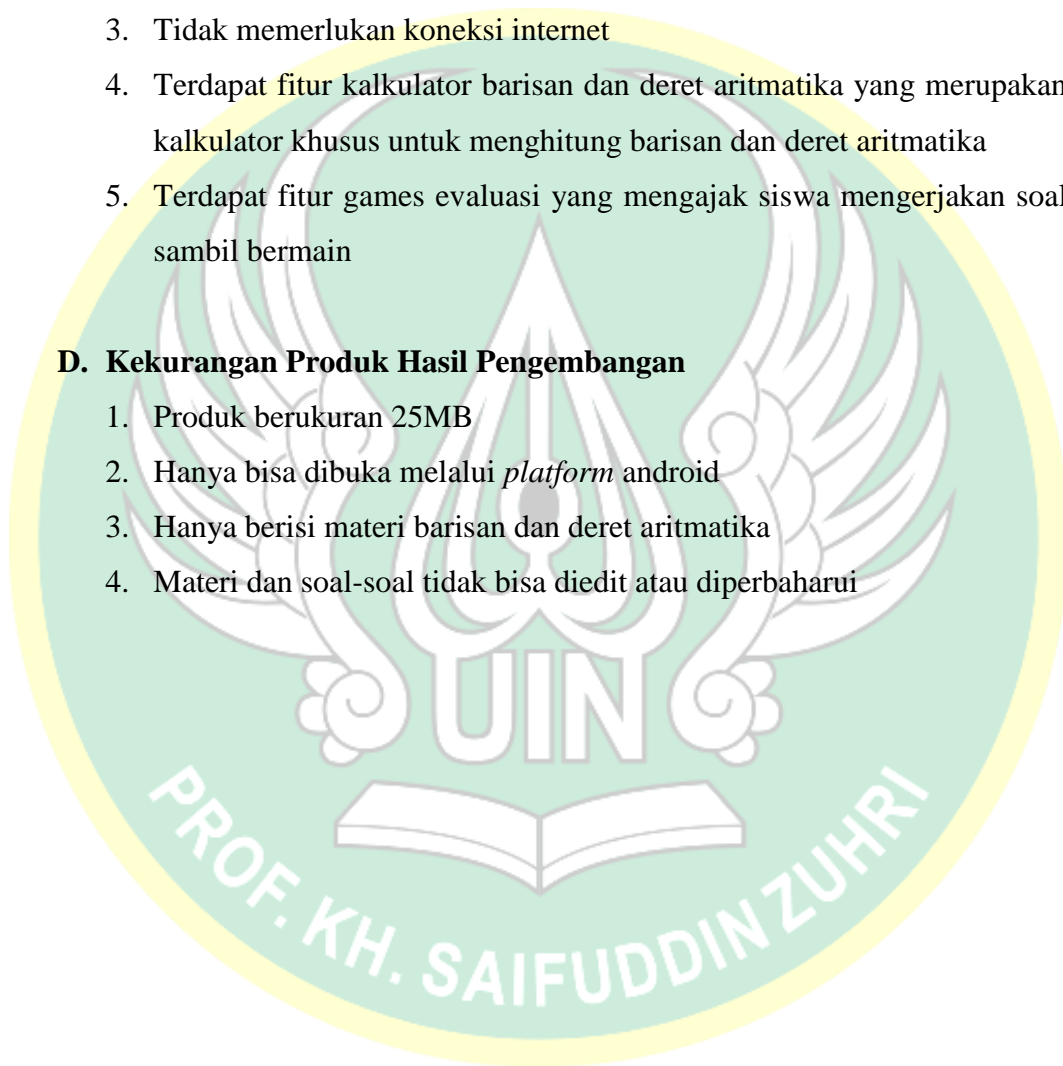 3. Tidak memerlukan koneksi internet
4. Terdapat fitur kalkulator barisan dan deret aritmatika yang merupakan
kalkulator khusus untuk menghitung barisan dan deret aritmatika
5. Terdapat fitur games evaluasi yang mengajak siswa mengerjakan soal
sambil bermain
D. Kekurangan Produk Hasil Pengembangan
1. Produk berukuran 25MB
2. Hanya bisa dibuka melalui platform android
3. Hanya berisi materi barisan dan deret aritmatika
4. Materi dan soal-soal tidak bisa diedit atau diperbaharui
UIN
PROF. KH. SAIFUDDIN ZUHRI